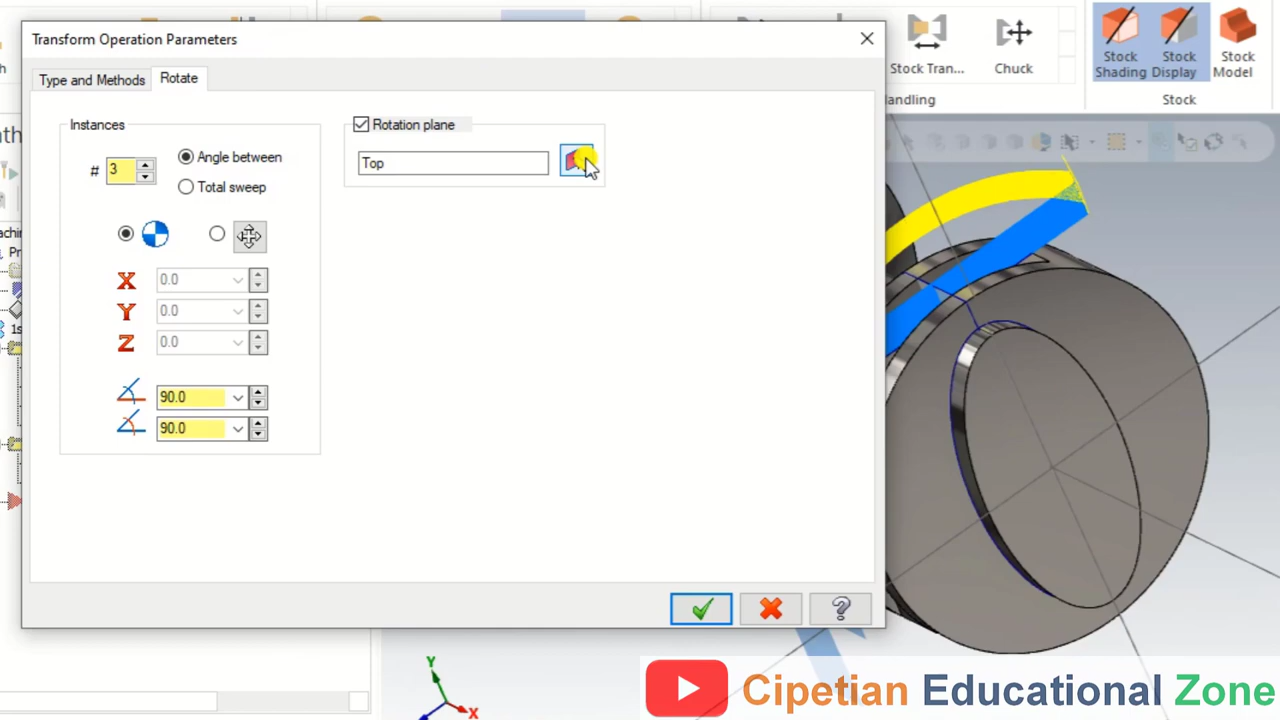 Transform Operation Parameters
Type and Methods
Rotate
Instances
# 3
Angle between
Total sweep
Rotation plane
Top
X 0.0
Y 0.0
Z 0.0
90.0
90.0
Stock Tran...
Chuck
Stock Shading
Stock Display
Stock Model
andling
Stock
Y
X
Cipetian Educational Zone